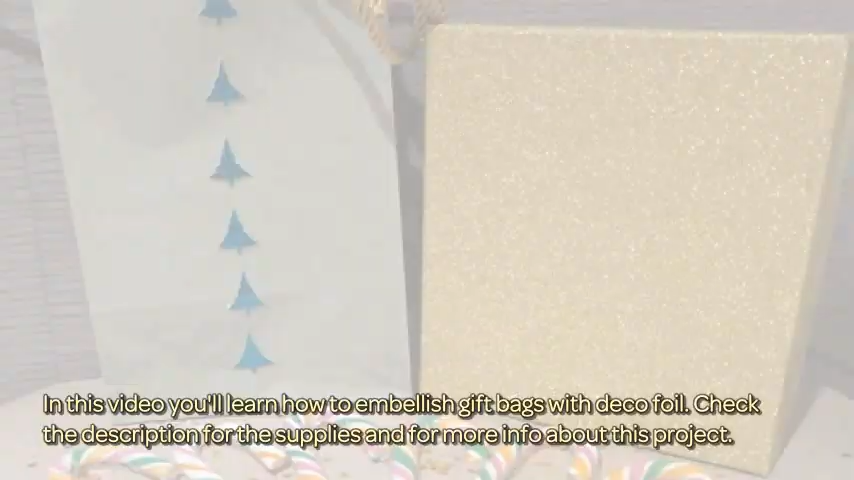 In this video you'll learn how to embellish gift bags with deco foil. Check
the description for the supplies and for more info about this project.